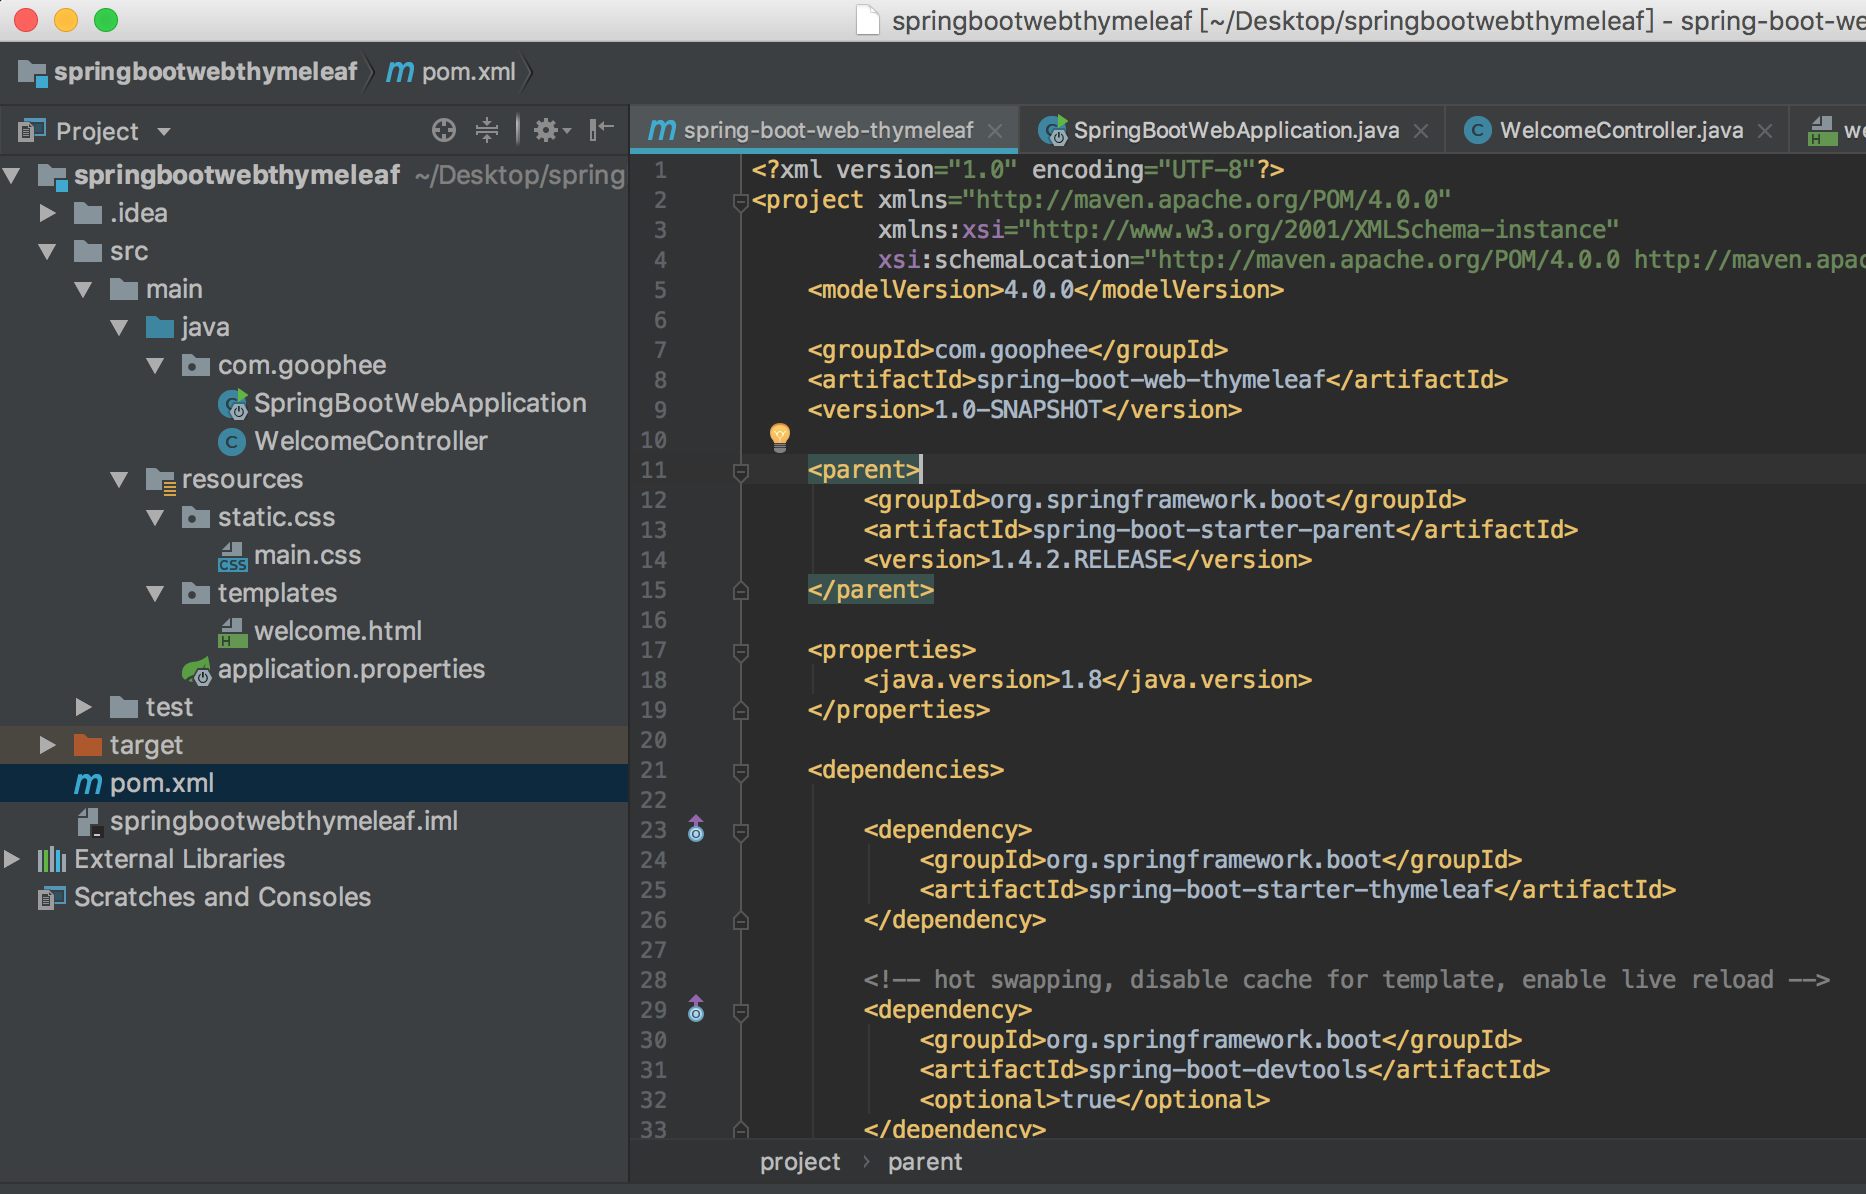 springbootwebthymeleaf [~/Desktop/springbootwebthymeleaf] - spring-boot-we
springbootwebthymeleaf
pom.xml
Project
spring-boot-web-thymeleaf
SpringBootWebApplication.java
WelcomeController.java
we
springbootwebthymeleaf ~/Desktop/spring
.idea
src
main
java
com.goophee
SpringBootWebApplication
WelcomeController
resources
static.css
main.css
templates
welcome.html
application.properties
test
target
pom.xml
springbootwebthymeleaf.iml
External Libraries
Scratches and Consoles
1 <?xml version="1.0" encoding="UTF-8"?>
2 <project xmlns="http://maven.apache.org/POM/4.0.0"
3 xmlns:xsi="http://www.w3.org/2001/XMLSchema-instance"
4 xsi:schemaLocation="http://maven.apache.org/POM/4.0.0 http://maven.apac
5 <modelVersion>4.0.0</modelVersion>
6
7 <groupId>com.goophee</groupId>
8 <artifactId>spring-boot-web-thymeleaf</artifactId>
9 <version>1.0-SNAPSHOT</version>
10
11 <parent>
12 <groupId>org.springframework.boot</groupId>
13 <artifactId>spring-boot-starter-parent</artifactId>
14 <version>1.4.2.RELEASE</version>
15 </parent>
16
17 <properties>
18 <java.version>1.8</java.version>
19 </properties>
20
21 <dependencies>
22
23 <dependency>
24 <groupId>org.springframework.boot</groupId>
25 <artifactId>spring-boot-starter-thymeleaf</artifactId>
26 </dependency>
27
28 <!-- hot swapping, disable cache for template, enable live reload -->
29 <dependency>
30 <groupId>org.springframework.boot</groupId>
31 <artifactId>spring-boot-devtools</artifactId>
32 <optional>true</optional>
33 </dependency>
project › parent